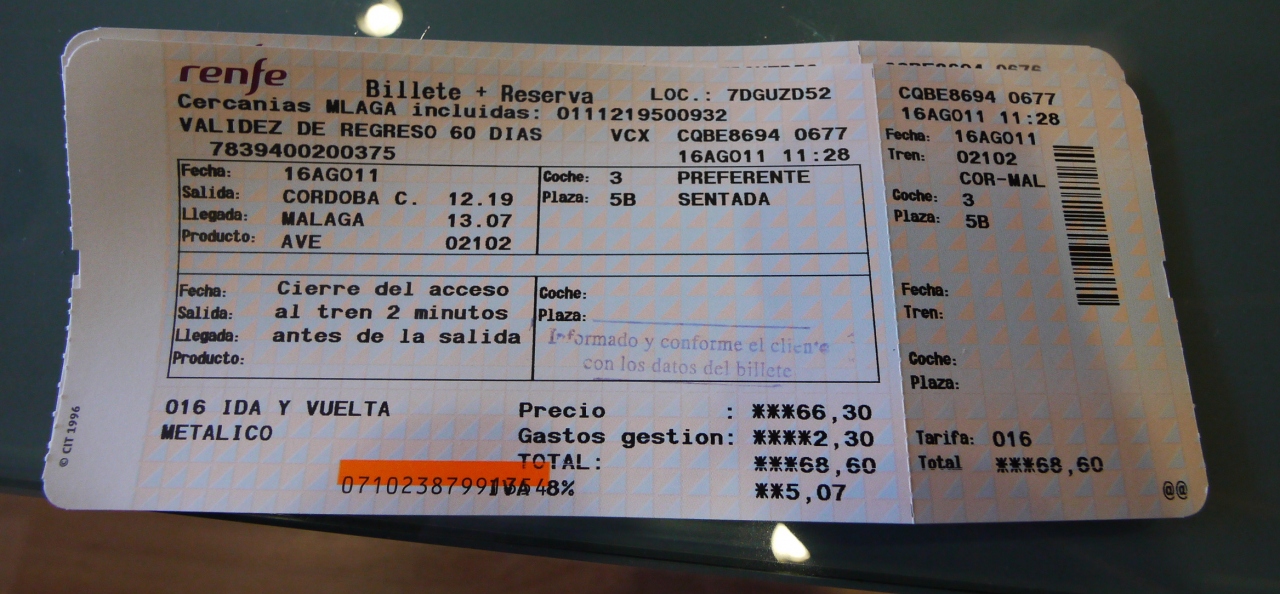 renfe
Billete + Reserva LOC.: 7DGUZD52
Cercanias MLAGA incluidas: 0111219500932
VALIDEZ DE REGRESO 60 DIAS VCX CQBE8694 0677
7839400200375 16AGO11 11:28
Fecha: 16AGO11 Coche: 3 PREFERENTE
Salida: CORDOBA C. 12.19 Plaza: 5B SENTADA
Llegada: MALAGA 13.07
Producto: AVE 02102
Fecha: Cierre del acceso Coche:
Salida: al tren 2 minutos Plaza:
Llegada: antes de la salida
Producto:
Informado y conforme el cliente
con los datos del billete
016 IDA Y VUELTA Precio : ***66,30
METALICO Gastos gestion: ****2,30
TOTAL: ***68,60
IVA 8% **5,07
© CIT 1996
CQBE8694 0677
16AGO11 11:28
Fecha: 16AGO11
Tren: 02102
COR-MAL
Coche: 3
Plaza: 5B
Fecha:
Tren:
Coche:
Plaza:
Tarifa: 016
Total ***68,60
@@